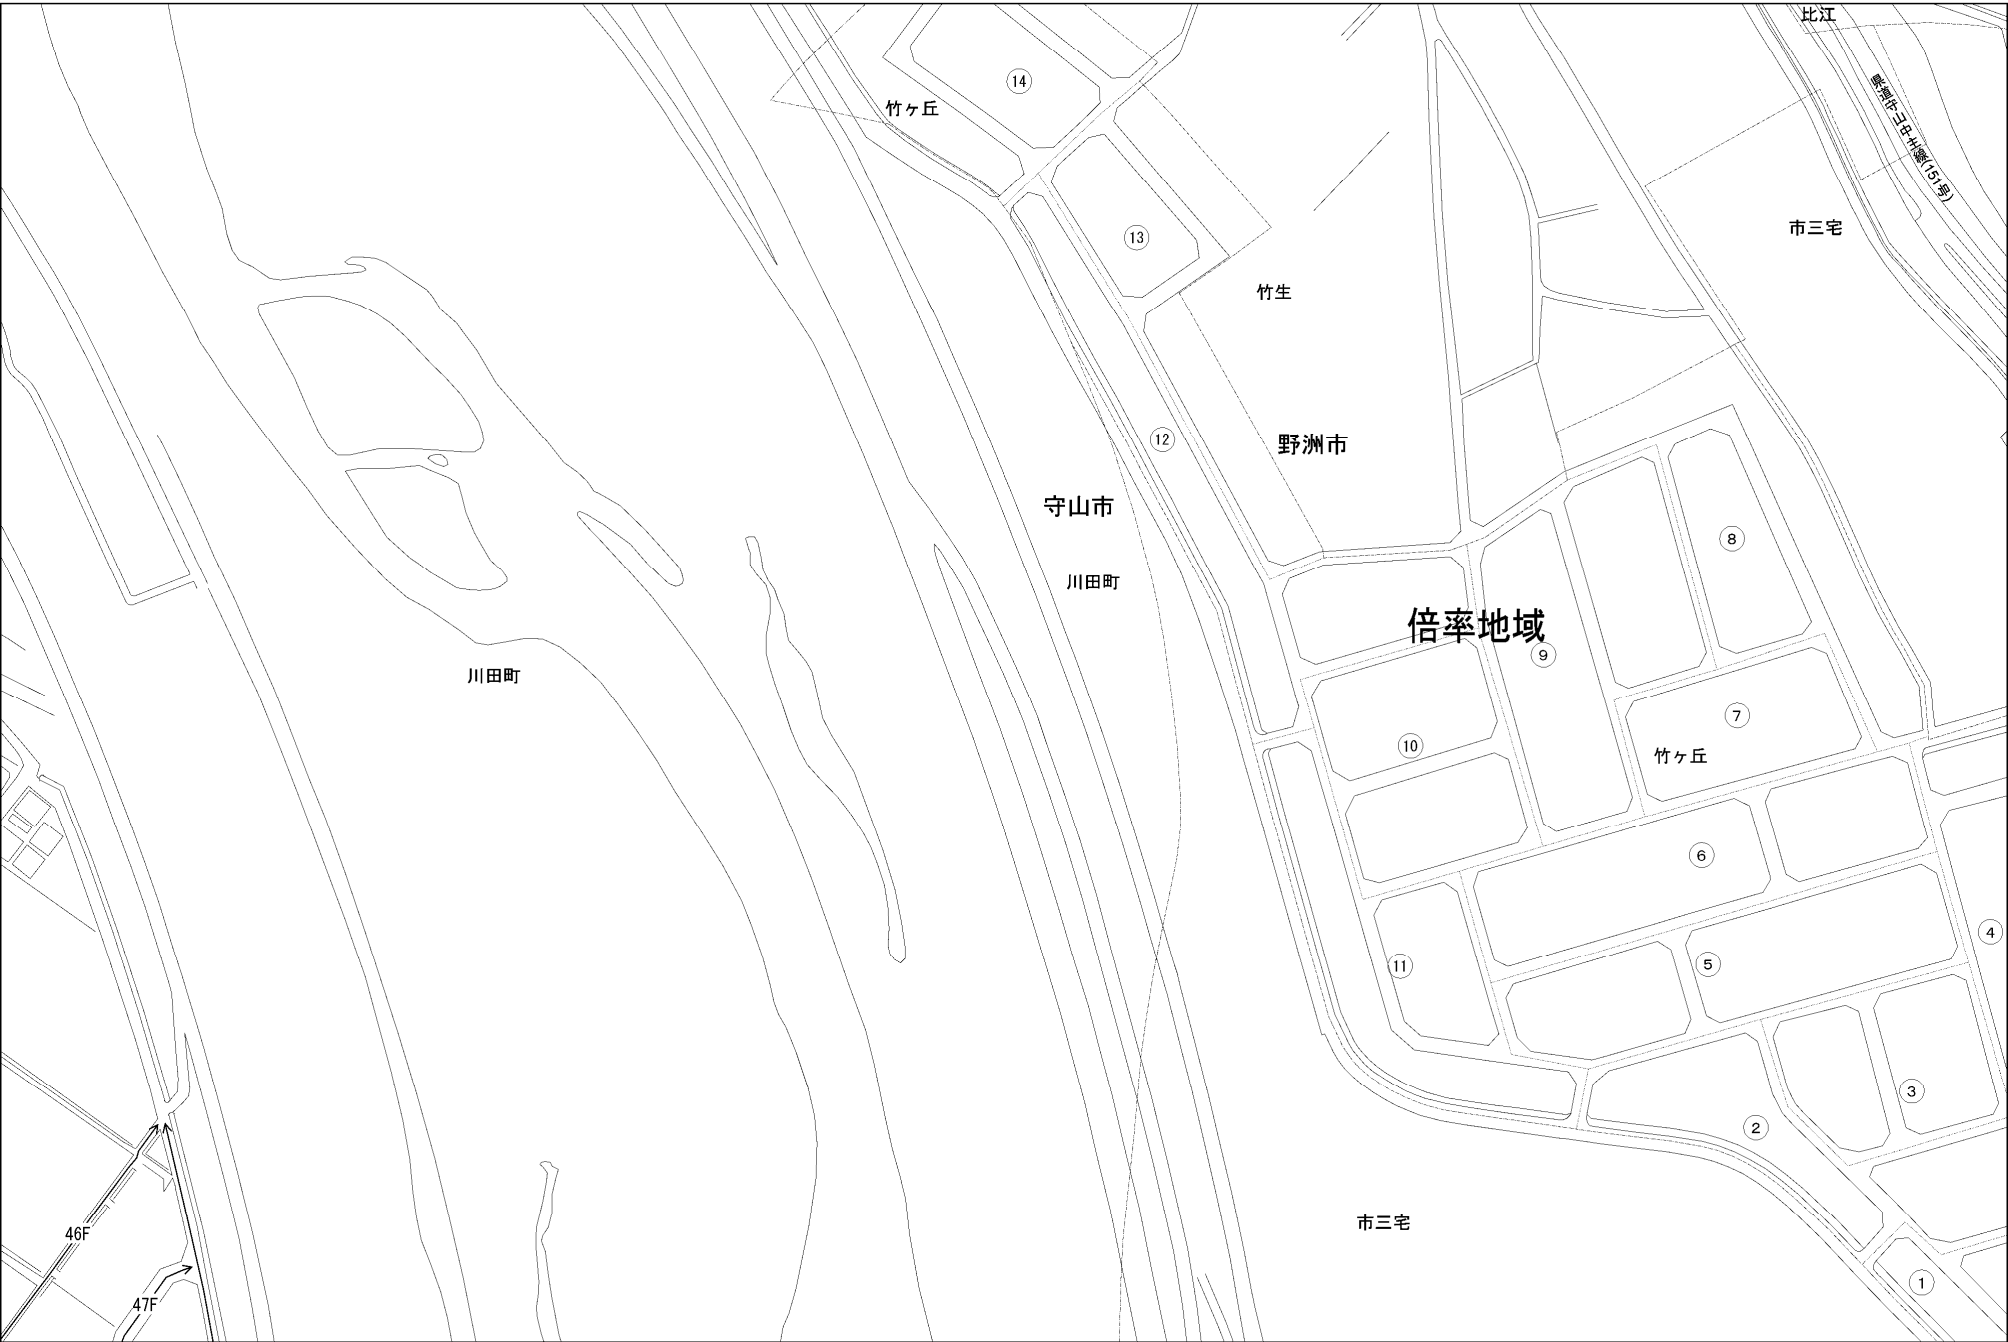 比江
⑭
竹ヶ丘
県道守山中主線(151号)
市三宅
⑬
竹生
⑫
野洲市
守山市
⑧
川田町
倍率地域
⑨
川田町
⑦
⑩
竹ヶ丘
⑥
④
⑤
⑪
③
②
市三宅
46F
①
47F